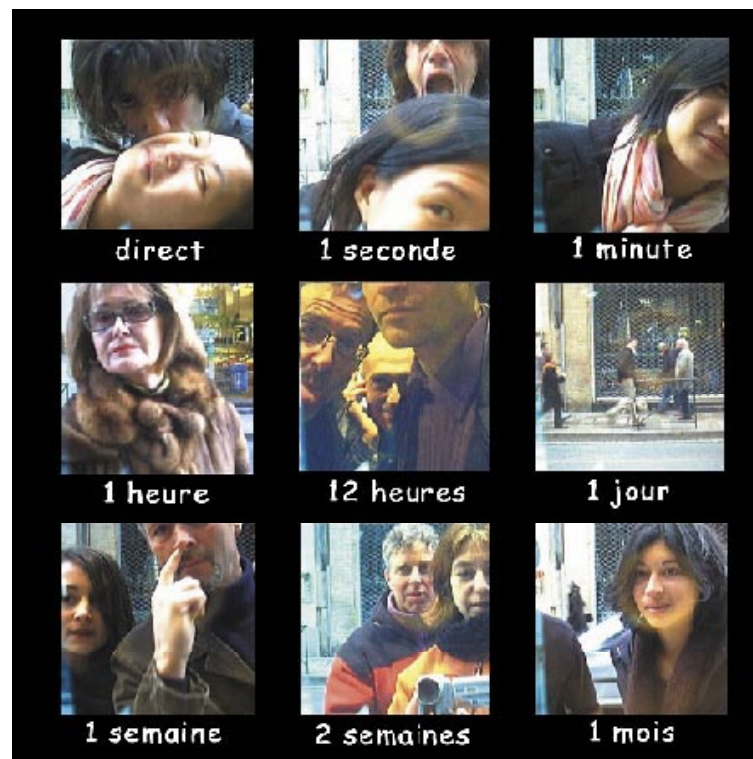 direct 1 seconde 1 minute
1 heure 12 heures 1 jour
1 semaine 2 semaines 1 mois